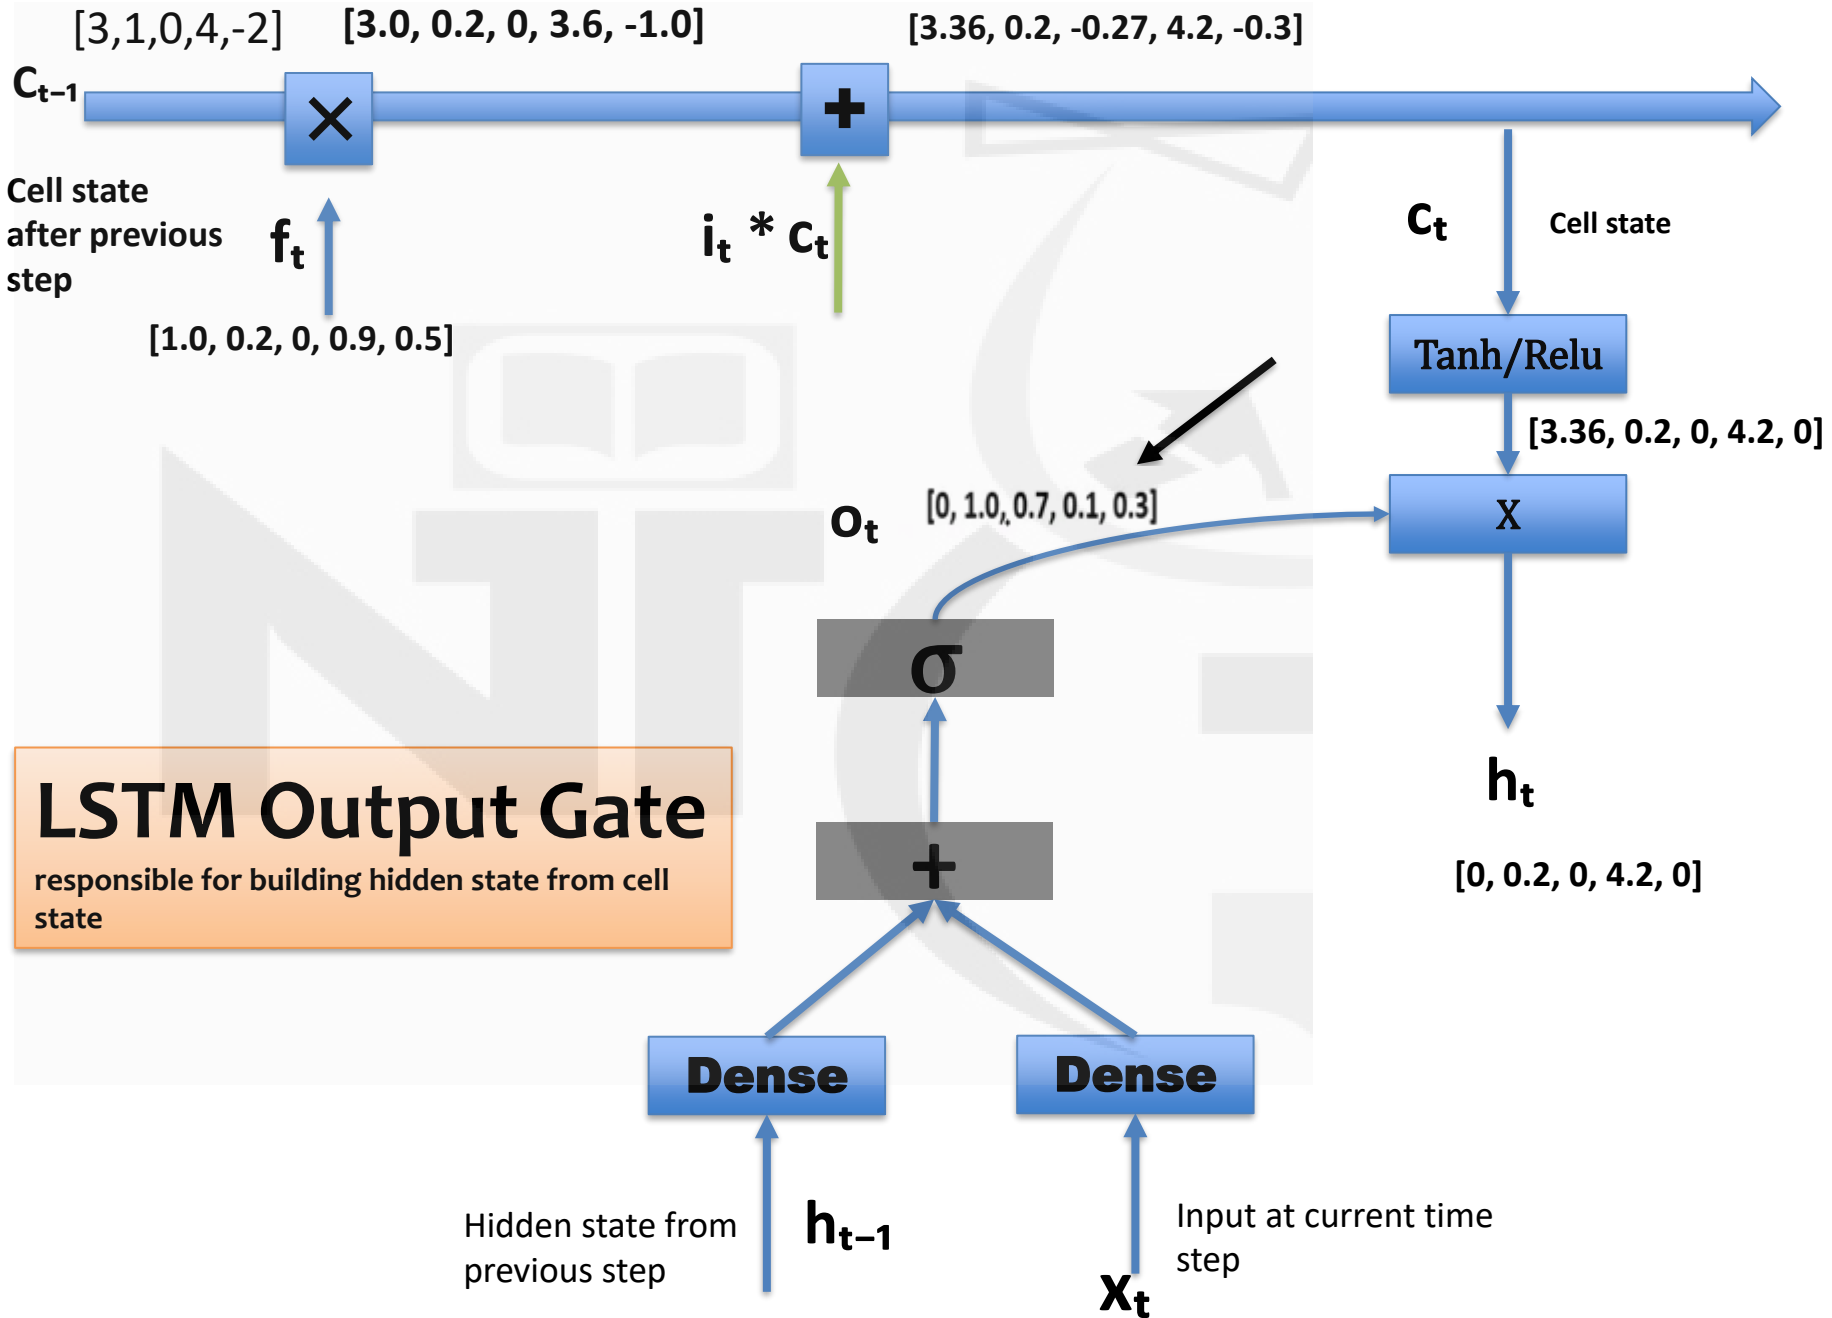 [3,1,0,4,-2]
[3.0, 0.2, 0, 3.6, -1.0]
[3.36, 0.2, -0.27, 4.2, -0.3]
Cₜ₋₁
×
+
Cell state
after previous
step
fₜ
iₜ * cₜ
cₜ
Cell state
[1.0, 0.2, 0, 0.9, 0.5]
Tanh/Relu
[3.36, 0.2, 0, 4.2, 0]
oₜ
[0, 1.0, 0.7, 0.1, 0.3]
X
σ
LSTM Output Gate
responsible for building hidden state from cell
state
+
hₜ
[0, 0.2, 0, 4.2, 0]
Dense
Dense
Hidden state from
previous step
hₜ₋₁
Input at current time
step
xₜ